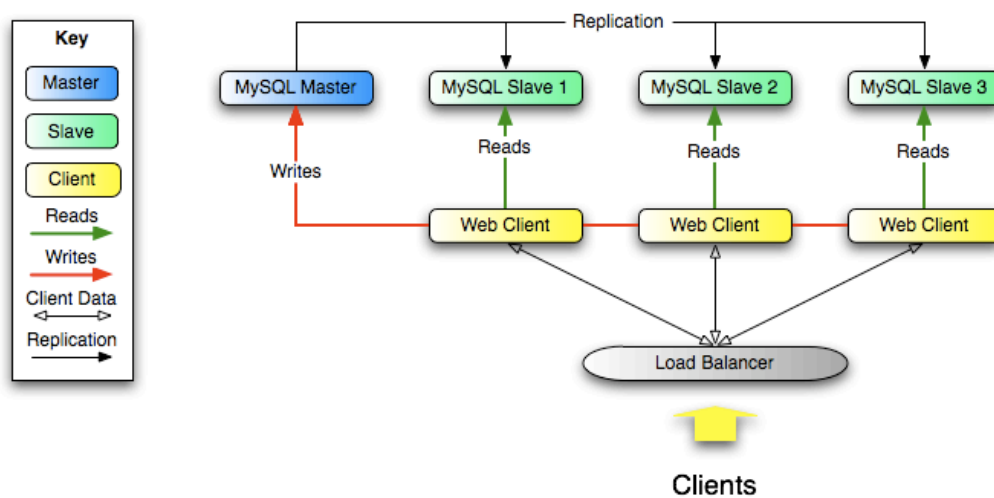 Key
Master
Slave
Client
Reads
Writes
Client Data
Replication
Replication
MySQL Master
MySQL Slave 1
MySQL Slave 2
MySQL Slave 3
Writes
Reads
Reads
Reads
Web Client
Web Client
Web Client
Load Balancer
Clients